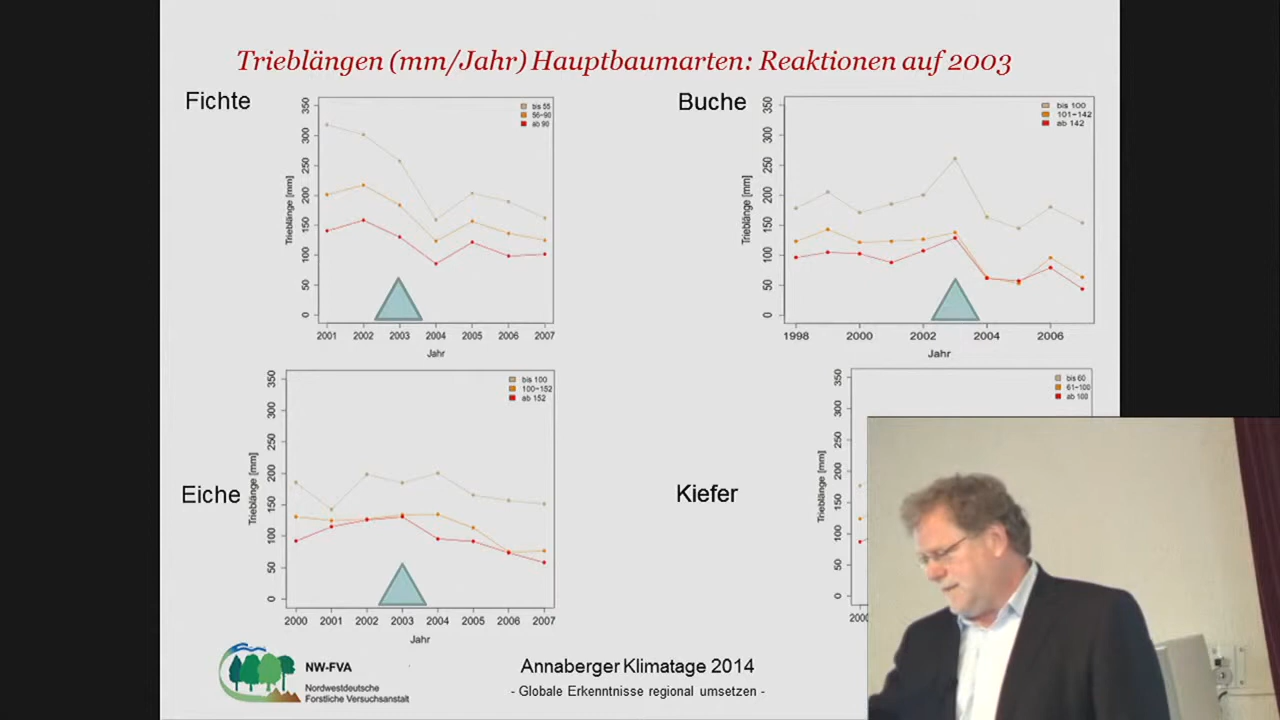 Trieblängen (mm/Jahr) Hauptbaumarten: Reaktionen auf 2003
Fichte
350
300
250
200
150
100
50
0
Trieblänge [mm]
bis 55
56-90
ab 90
2001 2002 2003 2004 2005 2006 2007
Jahr
Buche
350
300
250
200
150
100
50
0
Trieblänge [mm]
bis 100
101-142
ab 142
1998 2000 2002 2004 2006
Jahr
Eiche
350
300
250
200
150
100
50
0
Trieblänge [mm]
bis 100
100-152
ab 152
2000 2001 2002 2003 2004 2005 2006 2007
Jahr
Kiefer
350
300
250
200
150
100
50
0
Trieblänge [mm]
bis 60
61-100
ab 100
NW-FVA
Nordwestdeutsche
Forstliche Versuchsanstalt
Annaberger Klimatage 2014
- Globale Erkenntnisse regional umsetzen -